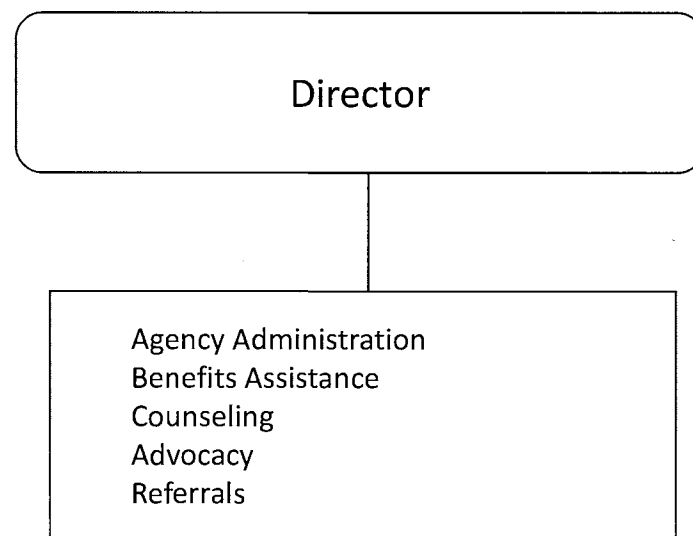 Director
Agency Administration
Benefits Assistance
Counseling
Advocacy
Referrals